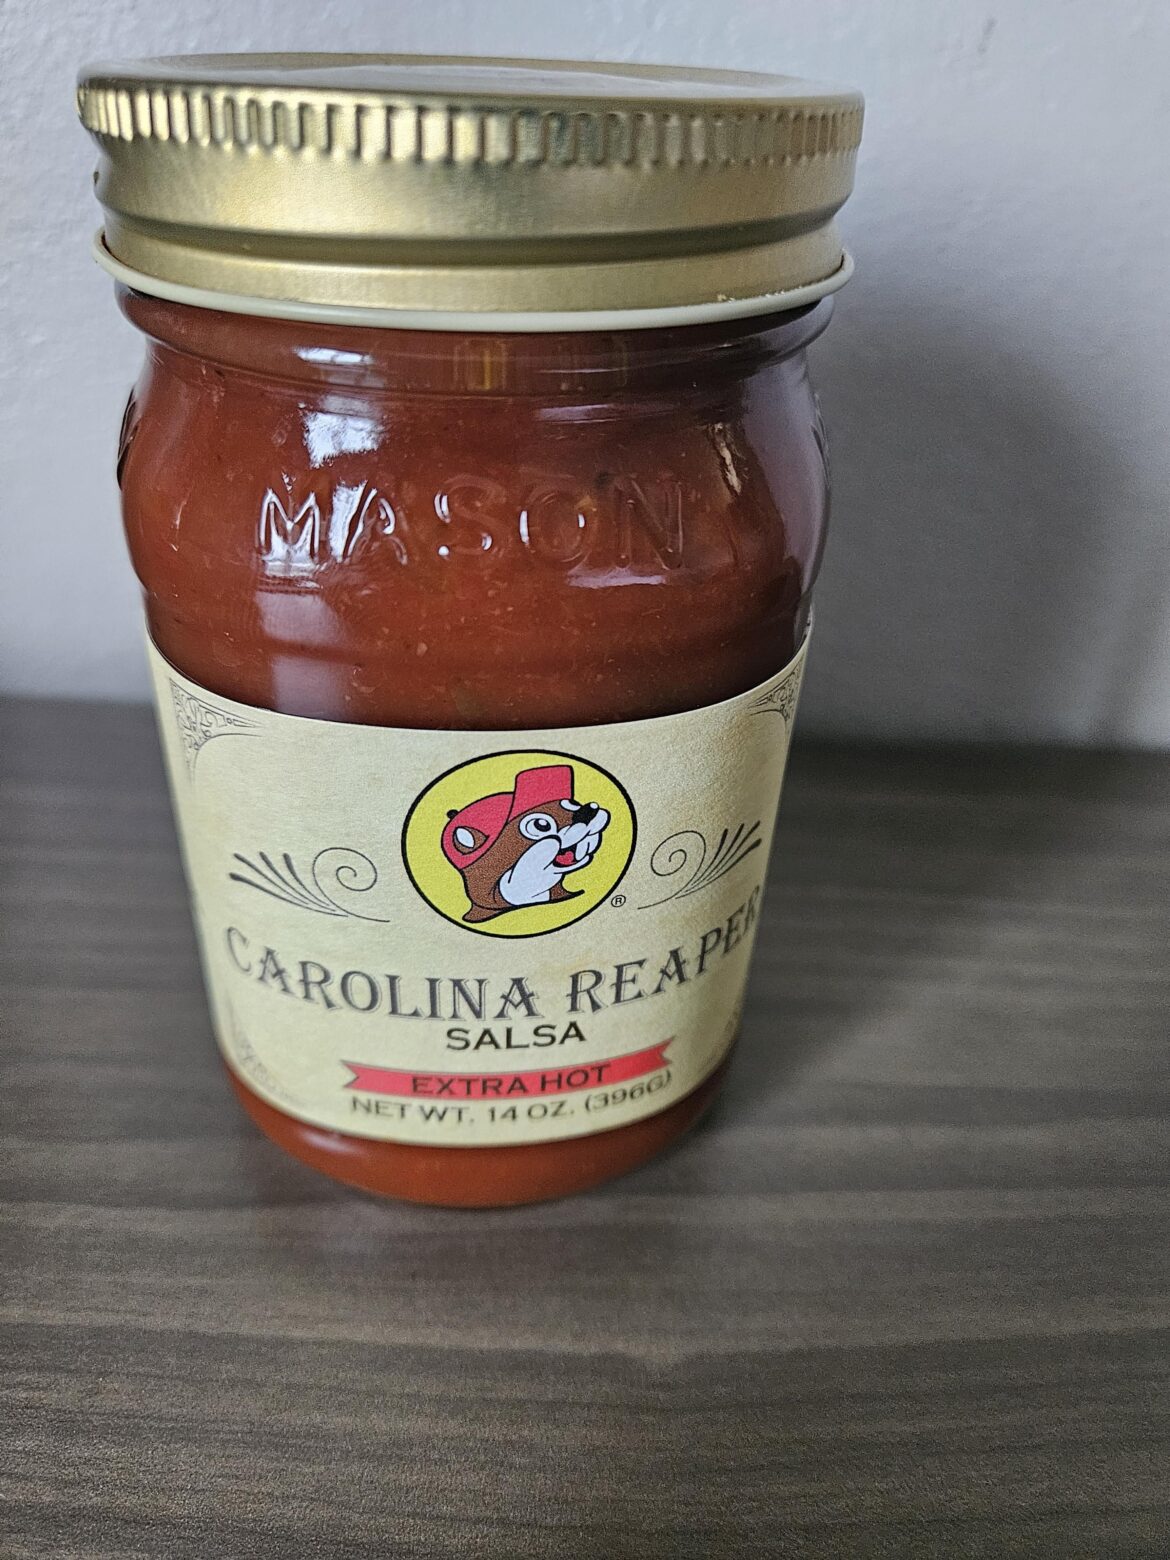 MASON
®
CAROLINA REAPER
SALSA
EXTRA HOT
NET WT. 14 OZ. (396G)